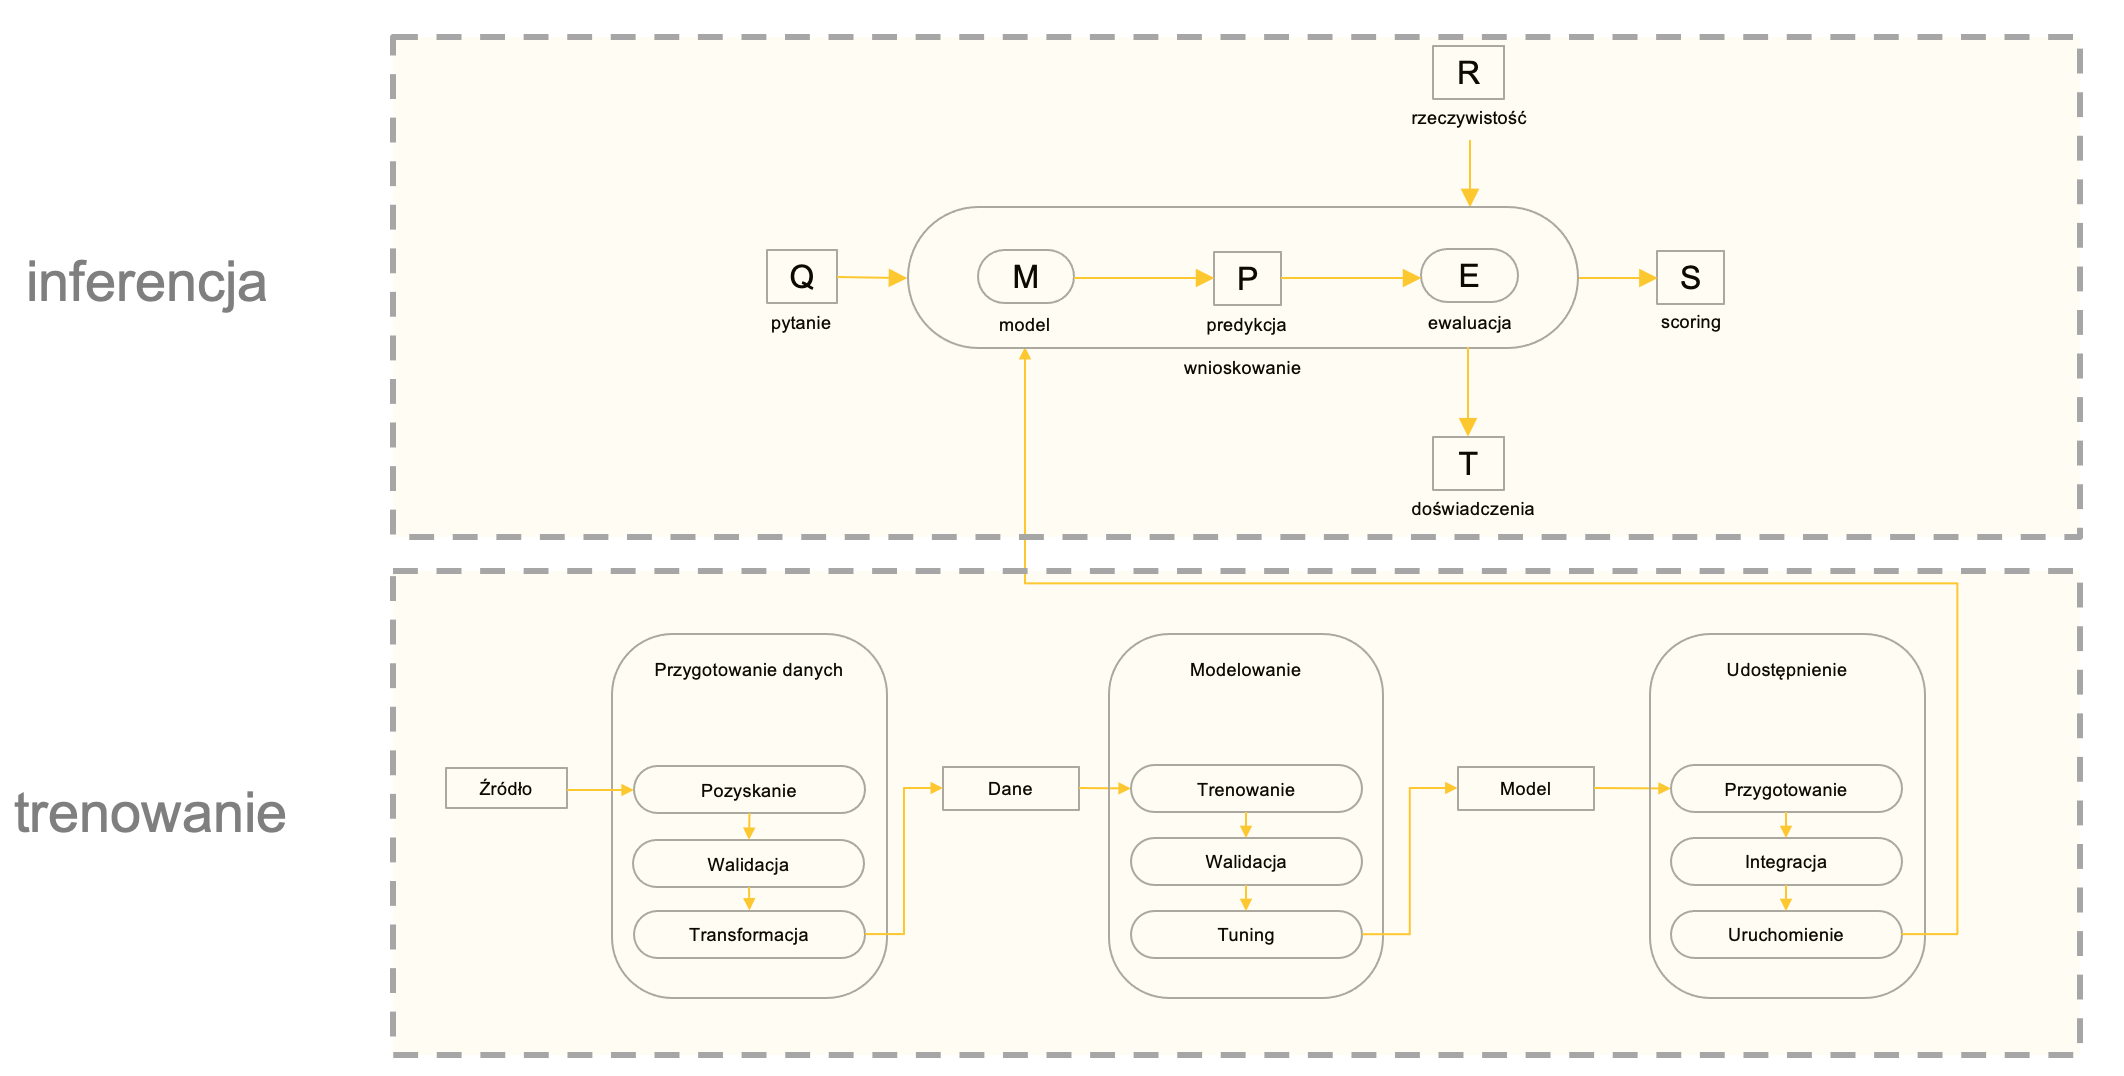 R
rzeczywistość
inferencja
Q
pytanie
M
model
P
predykcja
E
ewaluacja
S
scoring
wnioskowanie
T
doświadczenia
trenowanie
Przygotowanie danych
Modelowanie
Udostępnienie
Źródło
Pozyskanie
Walidacja
Transformacja
Dane
Trenowanie
Walidacja
Tuning
Model
Przygotowanie
Integracja
Uruchomienie